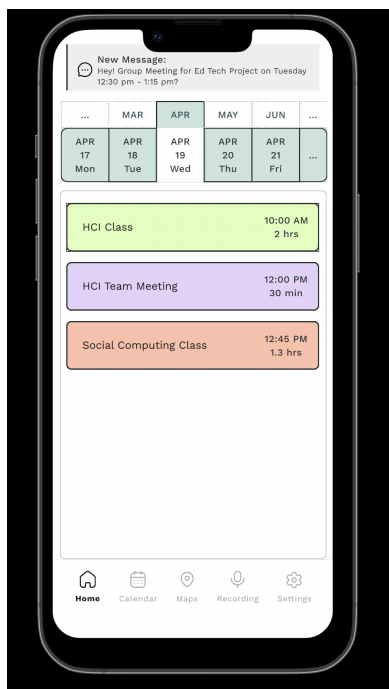 New Message:
Hey! Group Meeting for Ed Tech Project on Tuesday
12:30 pm - 1:15 pm?
... MAR APR MAY JUN ...
APR APR APR APR APR
17 18 19 20 21 ...
Mon Tue Wed Thu Fri
HCI Class
10:00 AM
2 hrs
HCI Team Meeting
12:00 PM
30 min
Social Computing Class
12:45 PM
1.3 hrs
Home Calendar Maps Recording Settings